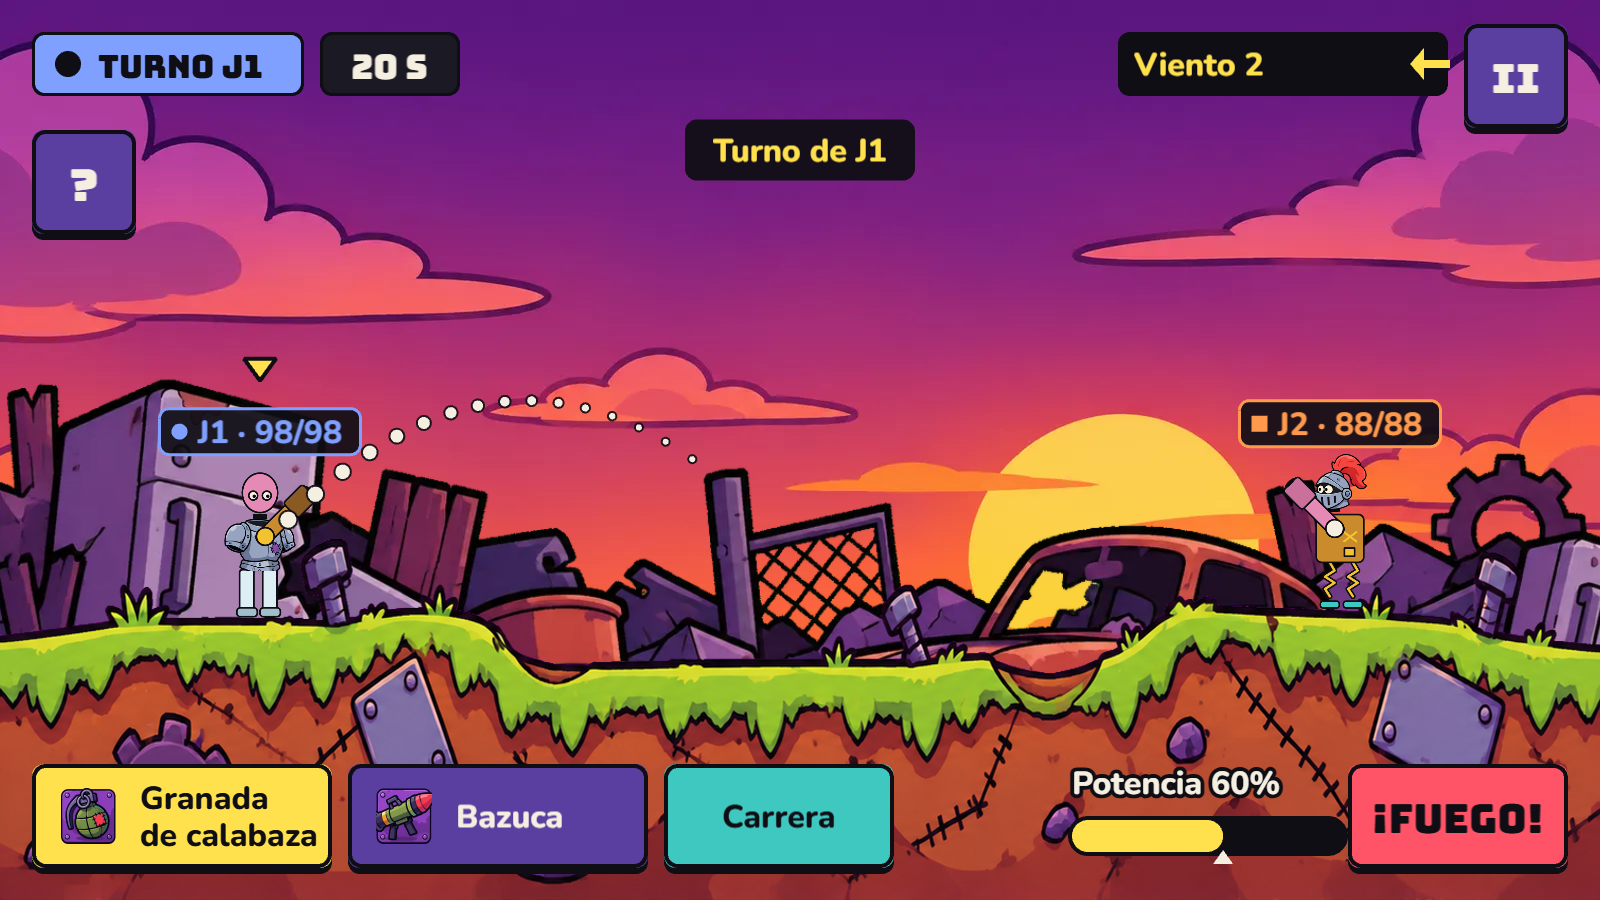 TURNO J1
20 S
Viento 2
II
?
Turno de J1
J1 · 98/98
J2 · 88/88
Granada
de calabaza
Bazuca
Carrera
Potencia 60%
¡FUEGO!